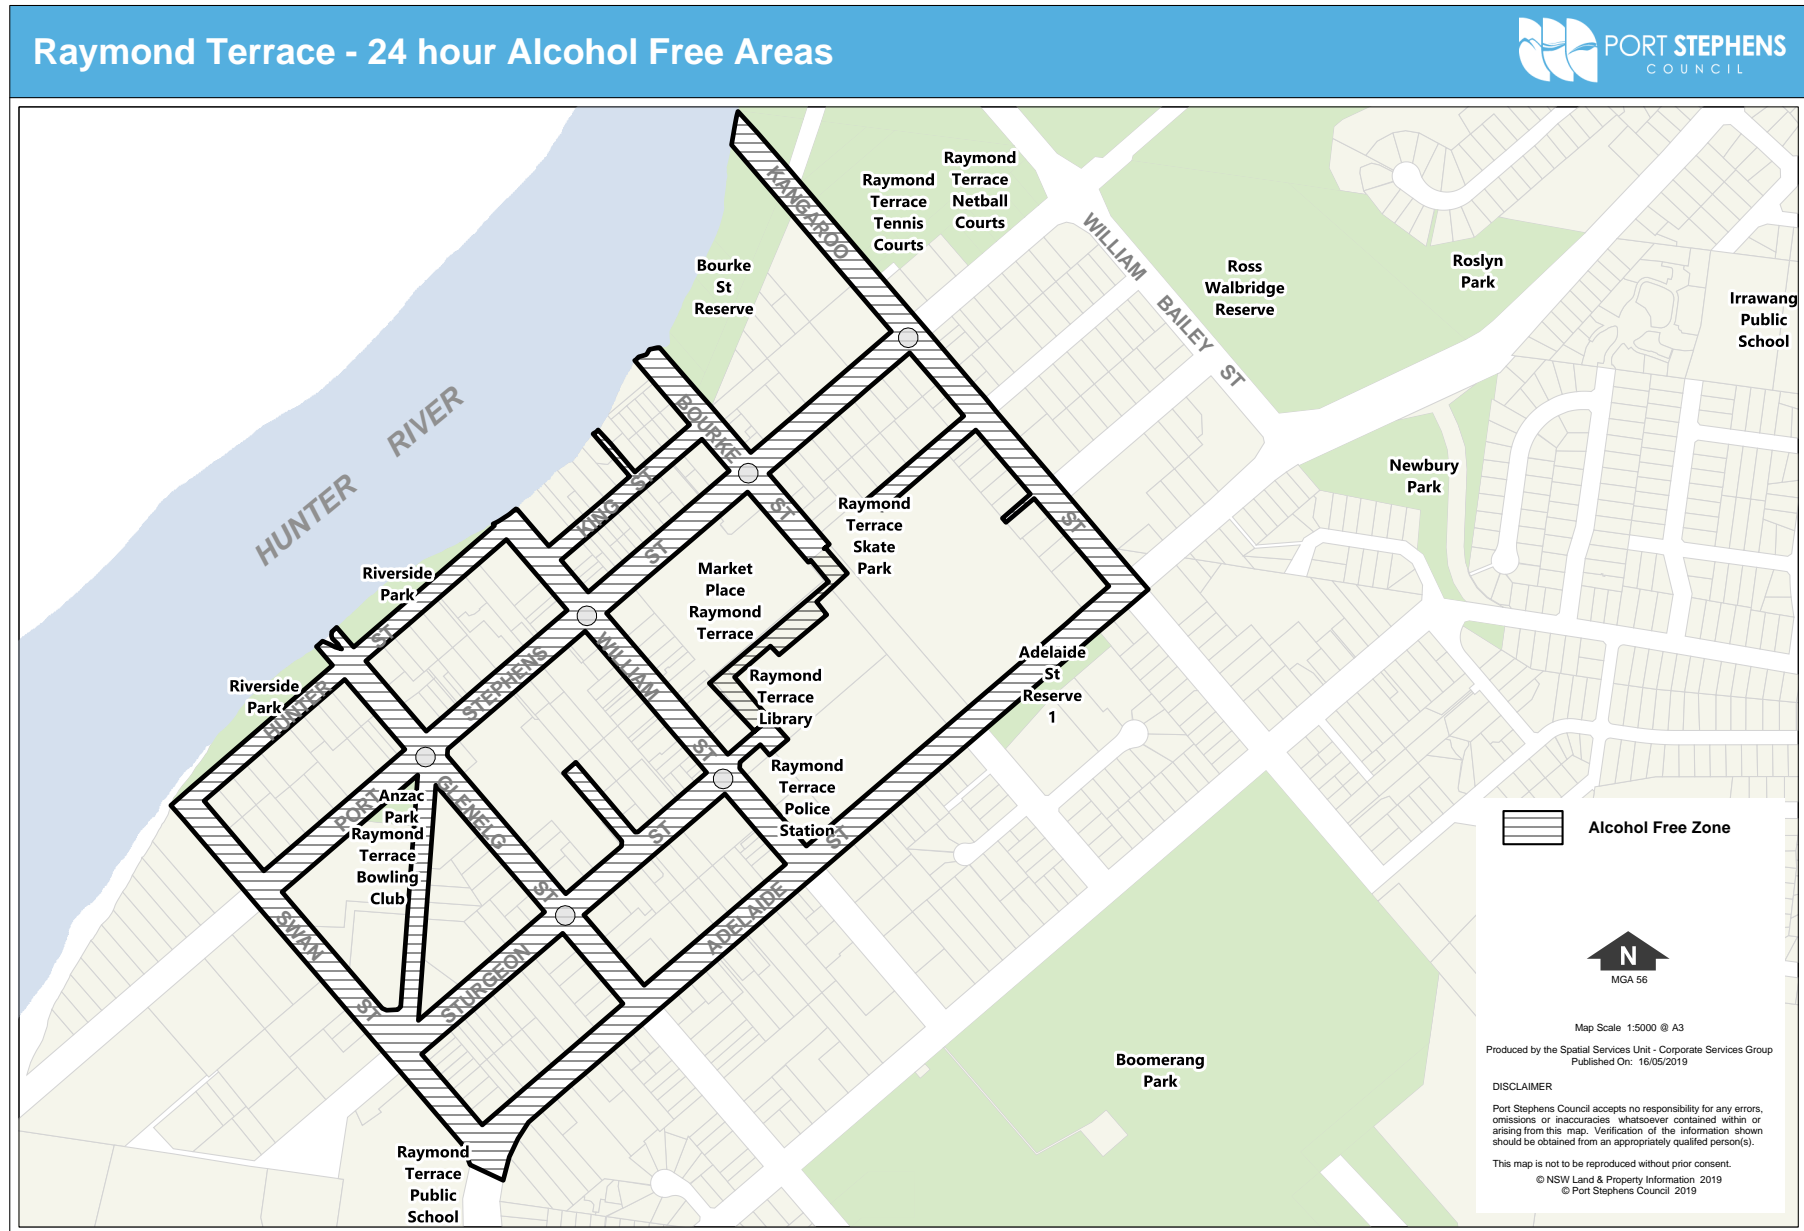 Raymond Terrace - 24 hour Alcohol Free Areas
PORT STEPHENS
COUNCIL
KANGAROO
ST
Raymond
Terrace
Tennis
Courts
Raymond
Terrace
Netball
Courts
WILLIAM BAILEY ST
Ross
Walbridge
Reserve
Roslyn
Park
Irrawang
Public
School
Bourke
St
Reserve
HUNTER RIVER
BOURKE
ST
KING ST
ST
Newbury
Park
Raymond
Terrace
Skate
Park
Market
Place
Raymond
Terrace
Riverside
Park
ST
Riverside
Park
HUNTER
STEPHENS
WILLIAM
ST
Raymond
Terrace
Library
Adelaide
St
Reserve
1
Raymond
Terrace
Police
Station
ST
Anzac
Park
PORT
GLENELG
ST
Raymond
Terrace
Bowling
Club
ST
SWAN
ST
STURGEON
ADELAIDE
Boomerang
Park
Raymond
Terrace
Public
School
Alcohol Free Zone
N
MGA 56
Map Scale 1:5000 @ A3
Produced by the Spatial Services Unit - Corporate Services Group
Published On: 16/05/2019
DISCLAIMER
Port Stephens Council accepts no responsibility for any errors,
omissions or inaccuracies whatsoever contained within or
arising from this map. Verification of the information shown
should be obtained from an appropriately qualifed person(s).
This map is not to be reproduced without prior consent.
© NSW Land & Property Information 2019
© Port Stephens Council 2019